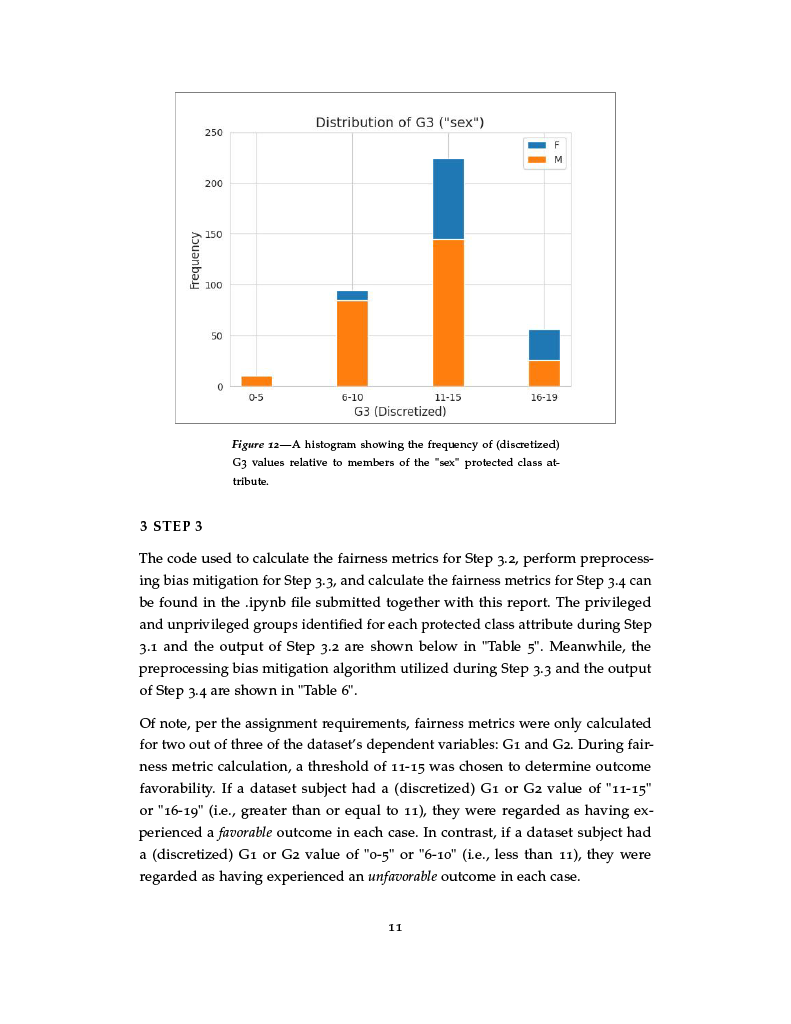 Distribution of G3 ("sex")
250
200
150
100
50
0
Frequency
F
M
0-5 6-10 11-15 16-19
G3 (Discretized)
Figure 12—A histogram showing the frequency of (discretized)
G3 values relative to members of the "sex" protected class at-
tribute.
3 STEP 3
The code used to calculate the fairness metrics for Step 3.2, perform preprocess-
ing bias mitigation for Step 3.3, and calculate the fairness metrics for Step 3.4 can
be found in the .ipynb file submitted together with this report. The privileged
and unprivileged groups identified for each protected class attribute during Step
3.1 and the output of Step 3.2 are shown below in "Table 5". Meanwhile, the
preprocessing bias mitigation algorithm utilized during Step 3.3 and the output
of Step 3.4 are shown in "Table 6".
Of note, per the assignment requirements, fairness metrics were only calculated
for two out of three of the dataset's dependent variables: G1 and G2. During fair-
ness metric calculation, a threshold of 11-15 was chosen to determine outcome
favorability. If a dataset subject had a (discretized) G1 or G2 value of "11-15"
or "16-19" (i.e., greater than or equal to 11), they were regarded as having ex-
perienced a favorable outcome in each case. In contrast, if a dataset subject had
a (discretized) G1 or G2 value of "0-5" or "6-10" (i.e., less than 11), they were
regarded as having experienced an unfavorable outcome in each case.
11